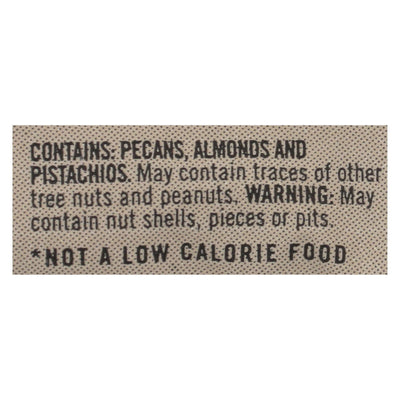 CONTAINS: PECANS, ALMONDS AND
PISTACHIOS. May contain traces of other
tree nuts and peanuts. WARNING: May
contain nut shells, pieces or pits.
*NOT A LOW CALORIE FOOD